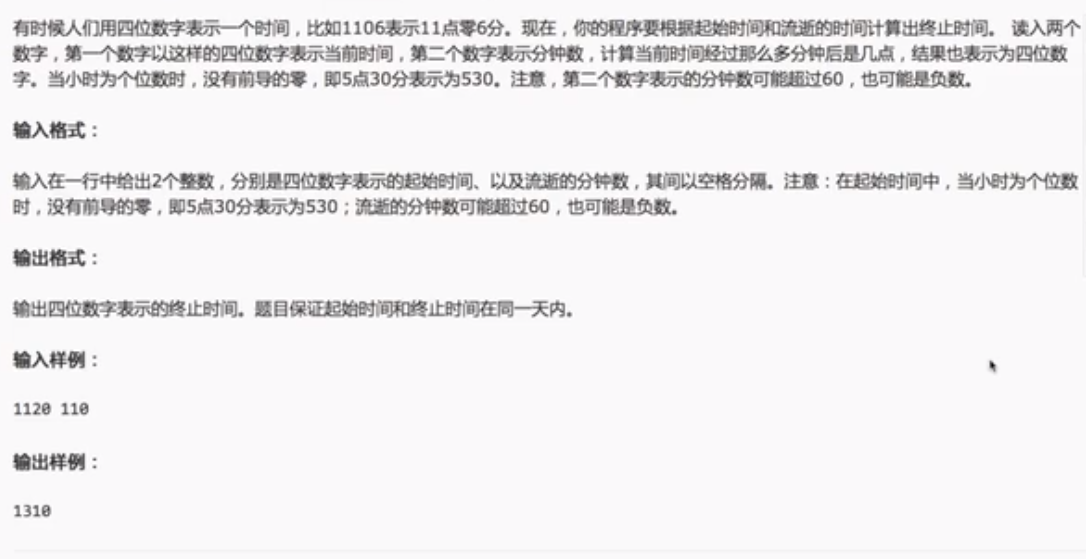 有时候人们用四位数字表示一个时间，比如1106表示11点零6分。现在，你的程序要根据起始时间和流逝的时间计算出终止时间。 读入两个
数字，第一个数字以这样的四位数字表示当前时间，第二个数字表示分钟数，计算当前时间经过那么多分钟后是几点，结果也表示为四位数
字。当小时为个位数时，没有前导的零，即5点30分表示为530。注意，第二个数字表示的分钟数可能超过60，也可能是负数。
输入格式：
输入在一行中给出2个整数，分别是四位数字表示的起始时间、以及流逝的分钟数，其间以空格分隔。注意：在起始时间中，当小时为个位数
时，没有前导的零，即5点30分表示为530；流逝的分钟数可能超过60，也可能是负数。
输出格式：
输出四位数字表示的终止时间。题目保证起始时间和终止时间在同一天内。
输入样例：
1120 110
输出样例：
1310